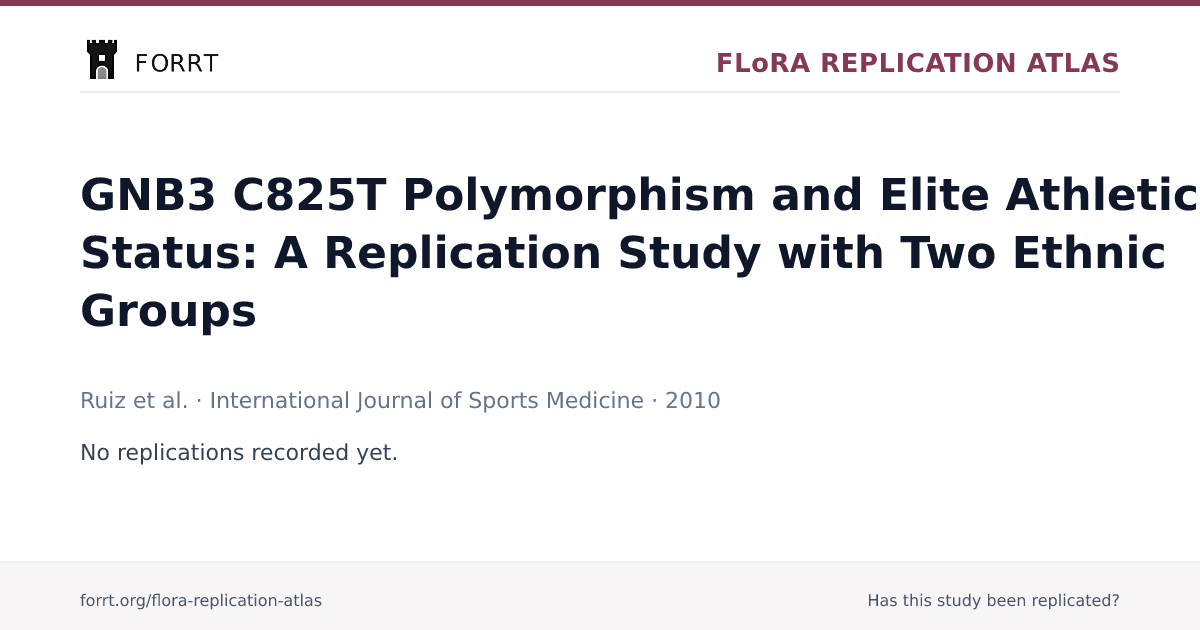 FORRT
FLoRA REPLICATION ATLAS
GNB3 C825T Polymorphism and Elite Athletic
Status: A Replication Study with Two Ethnic
Groups
Ruiz et al. · International Journal of Sports Medicine · 2010
No replications recorded yet.
forrt.org/flora-replication-atlas
Has this study been replicated?